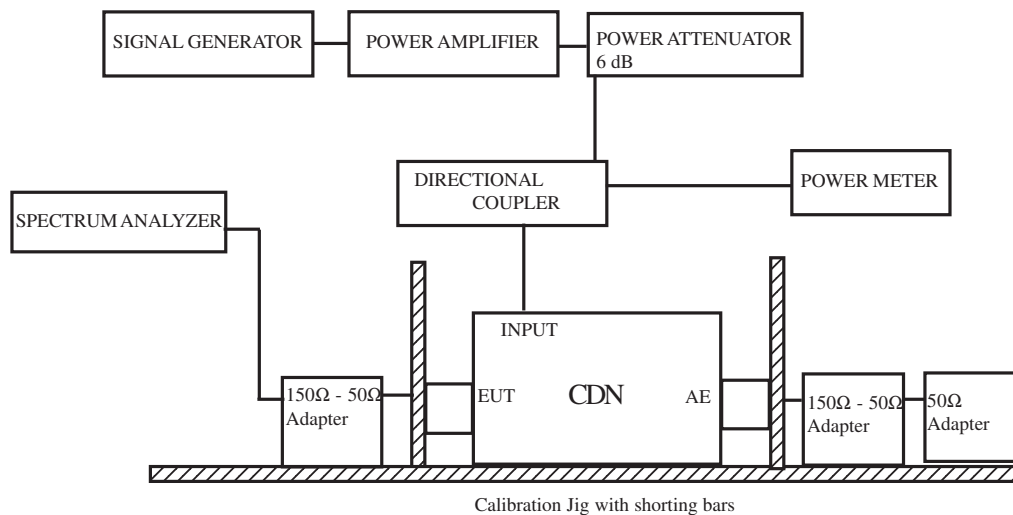 SIGNAL GENERATOR
POWER AMPLIFIER
POWER ATTENUATOR
6 dB
DIRECTIONAL
COUPLER
POWER METER
SPECTRUM ANALYZER
INPUT
EUT
CDN
AE
150Ω - 50Ω
Adapter
150Ω - 50Ω
Adapter
50Ω
Adapter
Calibration Jig with shorting bars